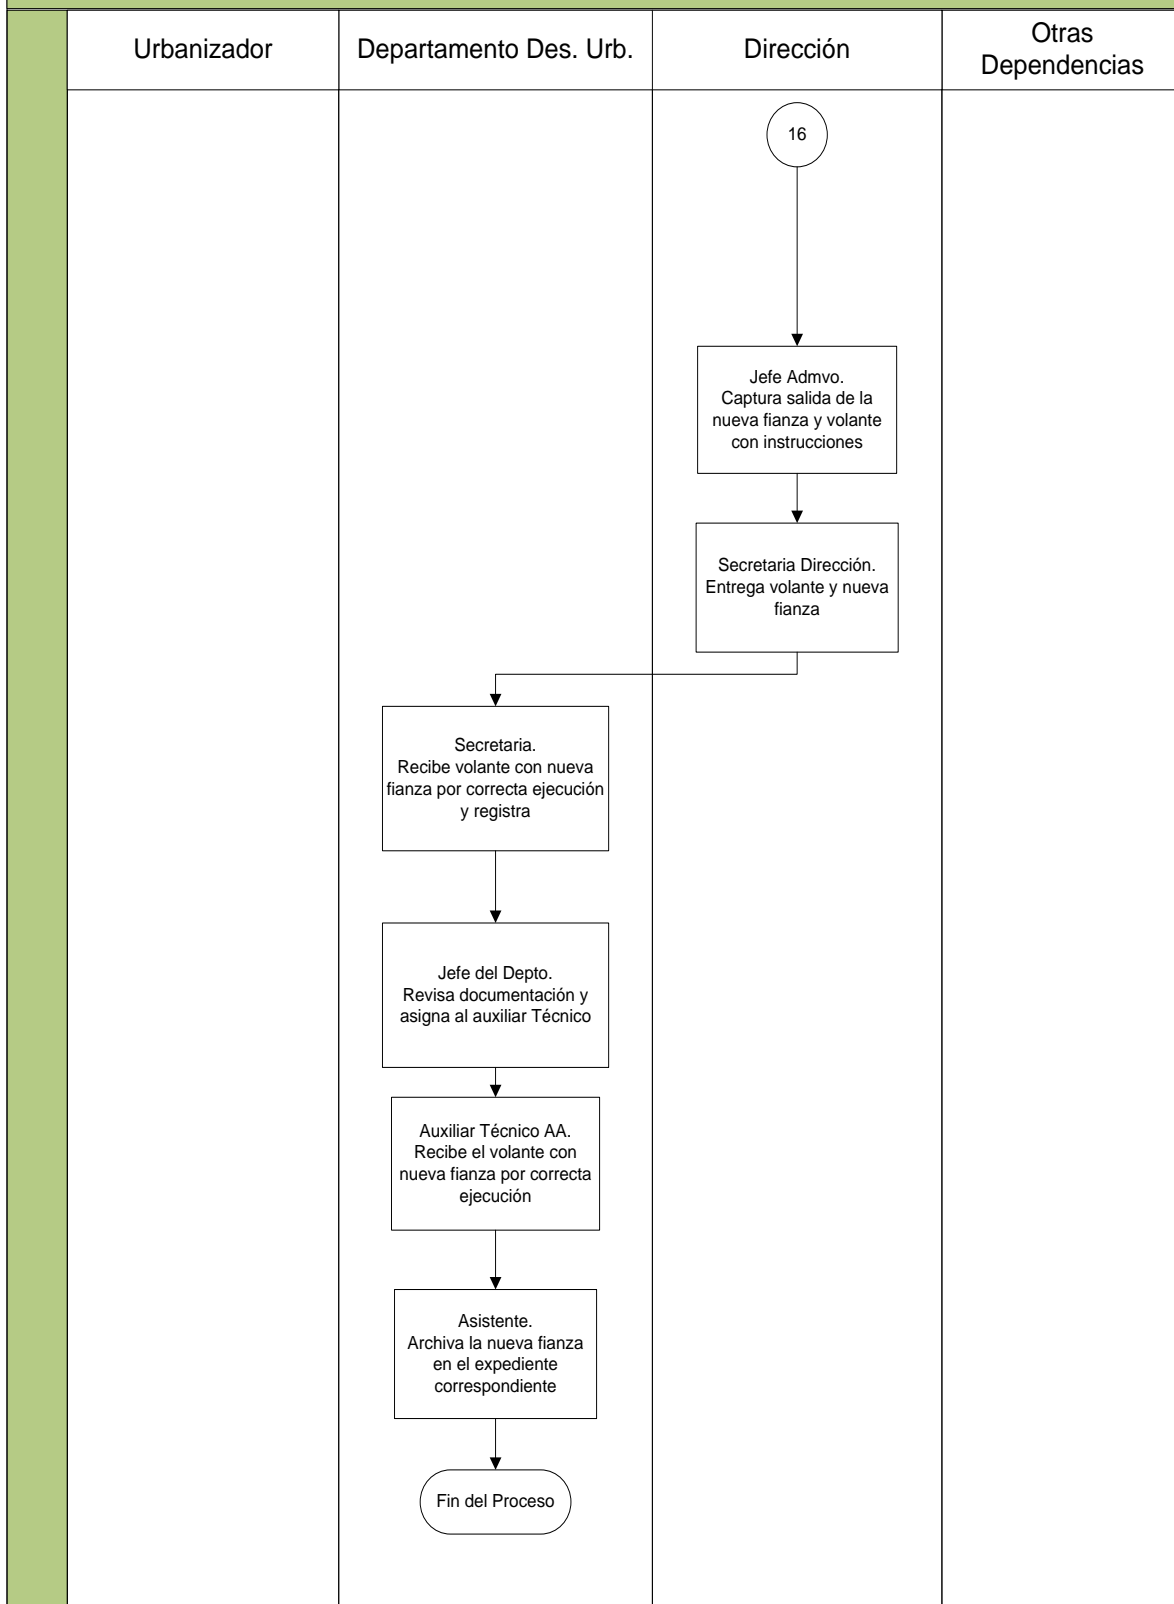 Urbanizador
Departamento Des. Urb.
Dirección
Otras
Dependencias
16
Jefe Admvo.
Captura salida de la
nueva fianza y volante
con instrucciones
Secretaria Dirección.
Entrega volante y nueva
fianza
Secretaria.
Recibe volante con nueva
fianza por correcta ejecución
y registra
Jefe del Depto.
Revisa documentación y
asigna al auxiliar Técnico
Auxiliar Técnico AA.
Recibe el volante con
nueva fianza por correcta
ejecución
Asistente.
Archiva la nueva fianza
en el expediente
correspondiente
Fin del Proceso